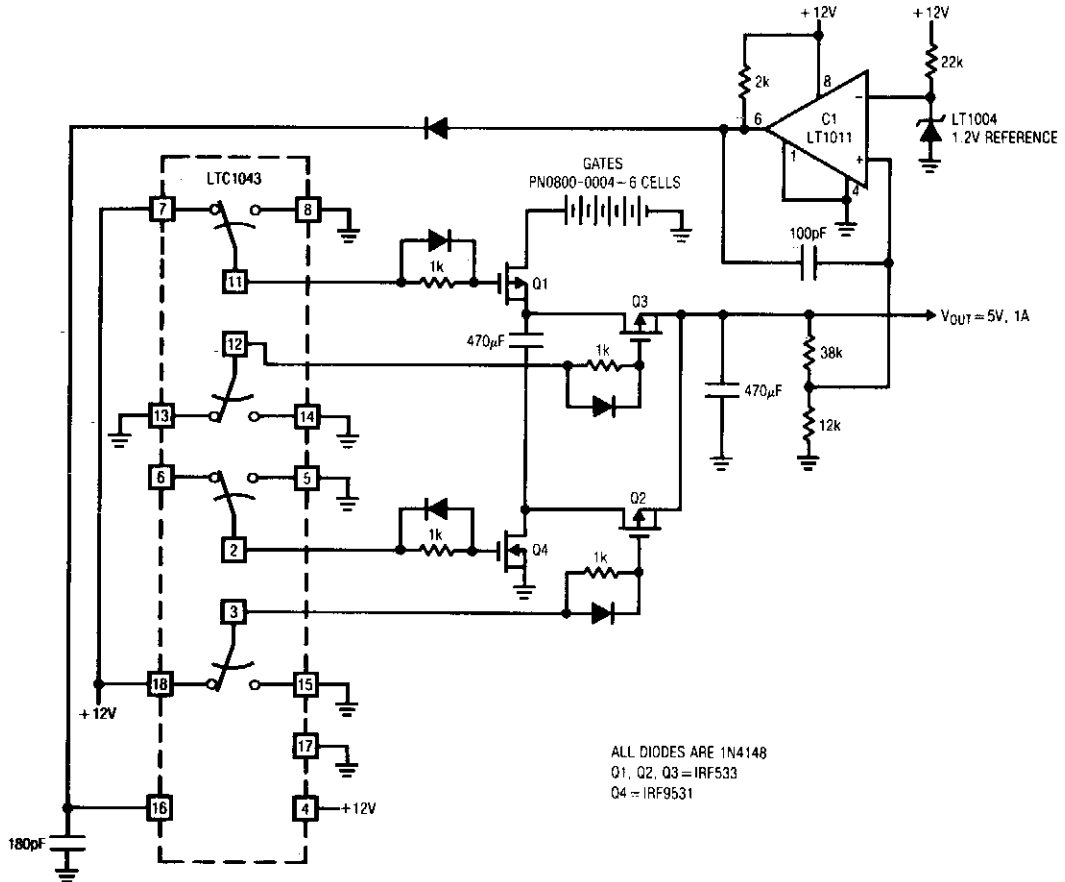 +12V
+12V
22k
2k
8
6
C1
LT1011
−
+
1
4
LT1004
1.2V REFERENCE
LTC1043
GATES
PN0800-0004~6 CELLS
7
8
100pF
1k
11
Q1
Q3
VOUT = 5V, 1A
470µF
12
1k
38k
470µF
13
14
12k
6
5
Q2
1k
2
Q4
1k
3
18
15
+12V
17
ALL DIODES ARE 1N4148
Q1, Q2, Q3 = IRF533
Q4 = IRF9531
16
4
+12V
180pF